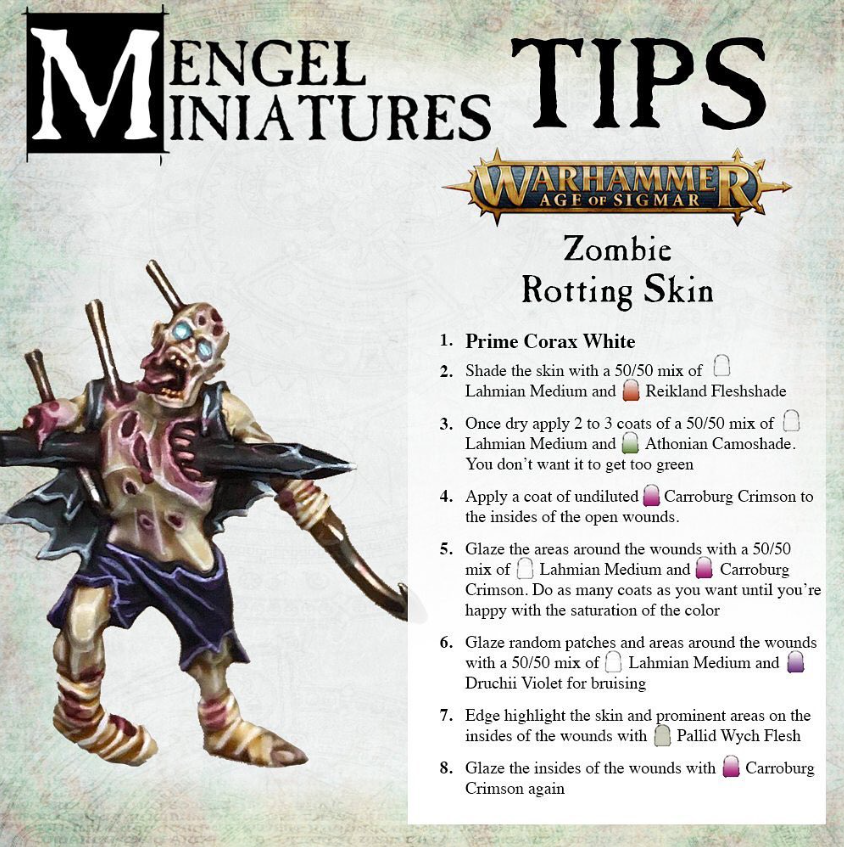 MENGEL
MINIATURES
TIPS
WARHAMMER
AGE OF SIGMAR
Zombie
Rotting Skin
1. Prime Corax White
2. Shade the skin with a 50/50 mix of
Lahmian Medium and Reikland Fleshshade
3. Once dry apply 2 to 3 coats of a 50/50 mix of
Lahmian Medium and Athonian Camoshade.
You don't want it to get too green
4. Apply a coat of undiluted Carroburg Crimson to
the insides of the open wounds.
5. Glaze the areas around the wounds with a 50/50
mix of Lahmian Medium and Carroburg
Crimson. Do as many coats as you want until you're
happy with the saturation of the color
6. Glaze random patches and areas around the wounds
with a 50/50 mix of Lahmian Medium and
Druchii Violet for bruising
7. Edge highlight the skin and prominent areas on the
insides of the wounds with Pallid Wych Flesh
8. Glaze the insides of the wounds with Carroburg
Crimson again